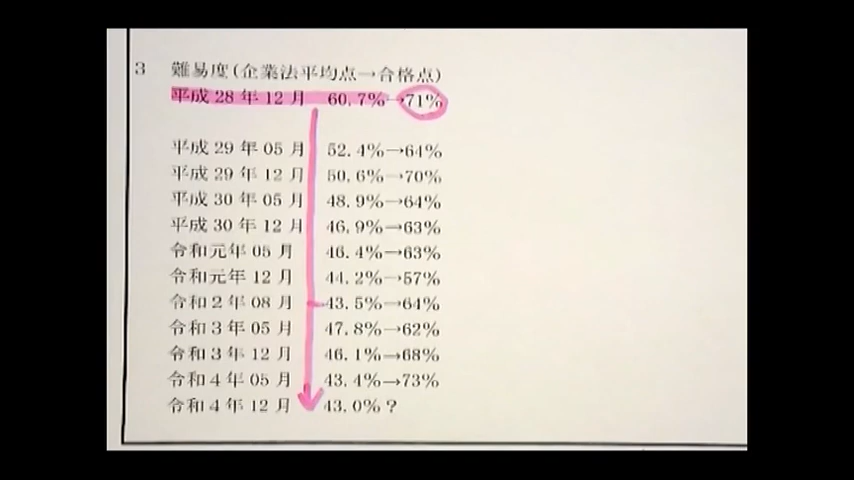 3 難易度(企業法平均点→合格点)
平成28年12月 60.7%→71%
平成29年05月 52.4%→64%
平成29年12月 50.6%→70%
平成30年05月 48.9%→64%
平成30年12月 46.9%→63%
令和元年05月 46.4%→63%
令和元年12月 44.2%→57%
令和2年08月 43.5%→64%
令和3年05月 47.8%→62%
令和3年12月 46.1%→68%
令和4年05月 43.4%→73%
令和4年12月 43.0%?